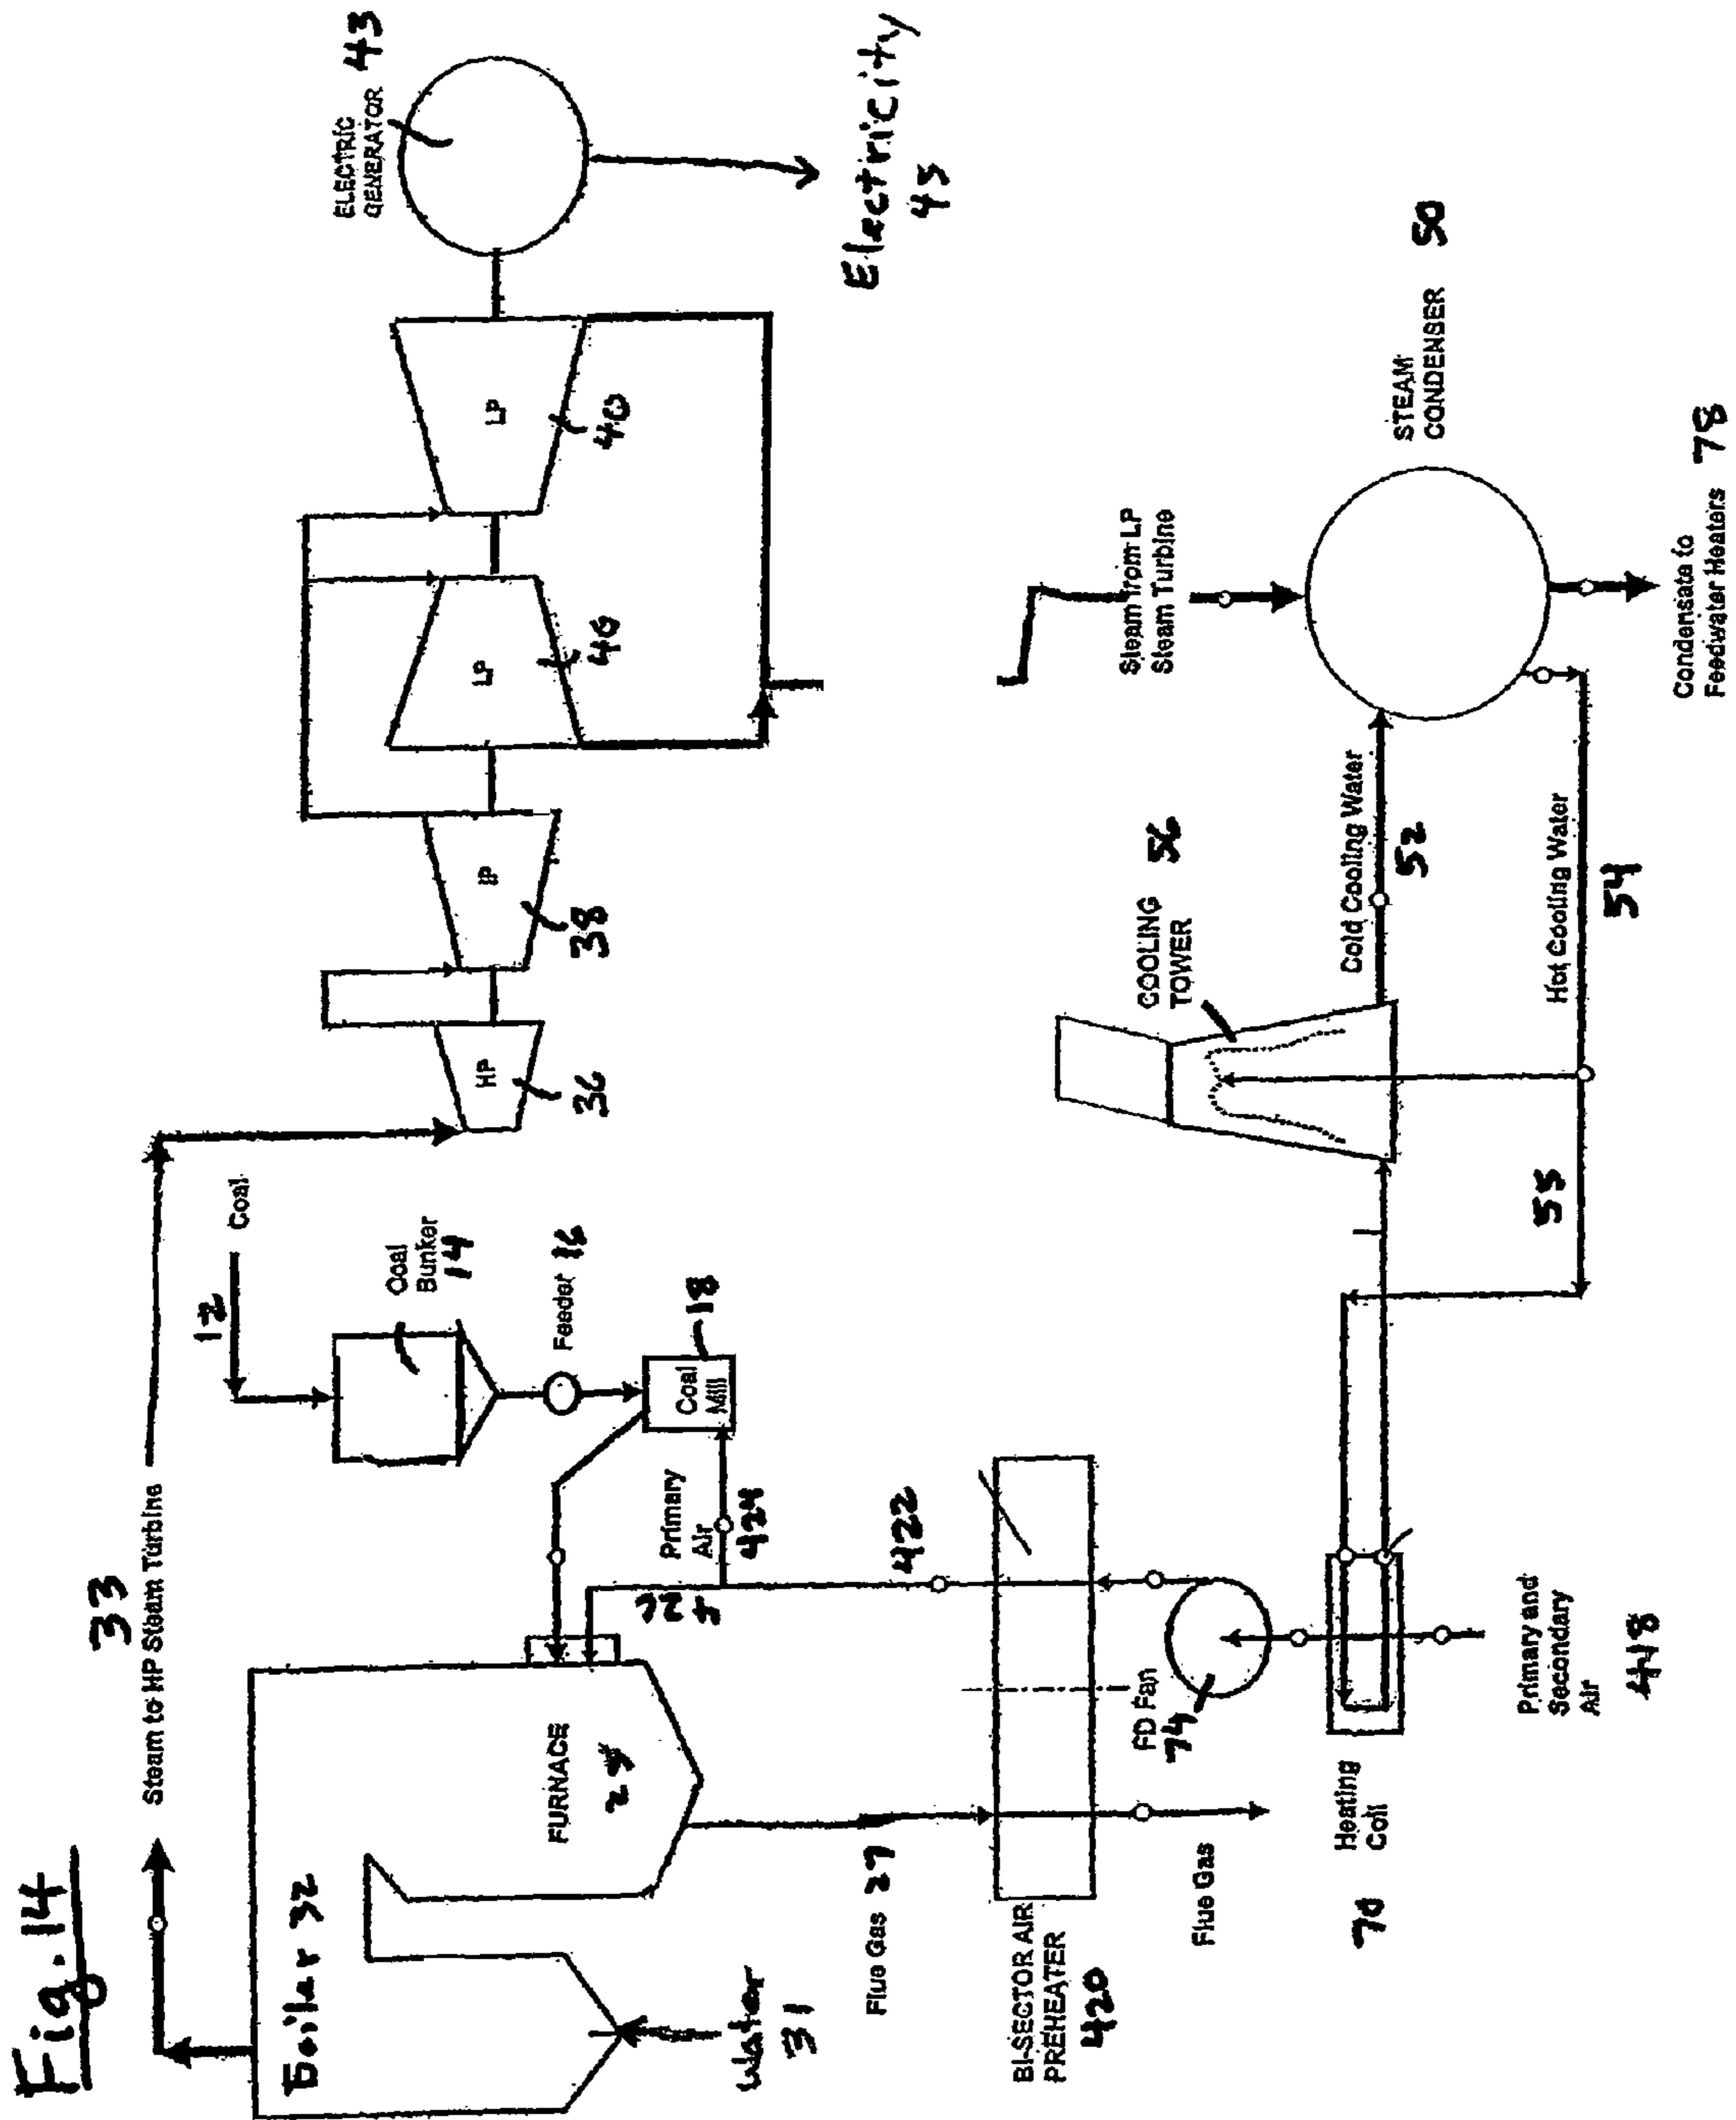 Fig. 14
33
Steam to HP Steam Turbine
12
Coal
Coal
Bunker
14
Feeder 16
Coal
Mill
18
Boiler 32
FURNACE
Water
31
Primary
Air
424
422
Flue Gas 27
BI-SECTOR AIR
PREHEATER
420
FD Fan
74
Flue Gas
Heating
Coil
70
Primary and
Secondary
Air
418
HP
36
IP
38
LP
40
LP
40
ELECTRIC
GENERATOR 43
Electricity
45
COOLING
TOWER
56
Cold Cooling Water
52
Hot Cooling Water
54
55
Steam from LP
Steam Turbine
STEAM
CONDENSER 50
Condensate to
Feedwater Heaters 78